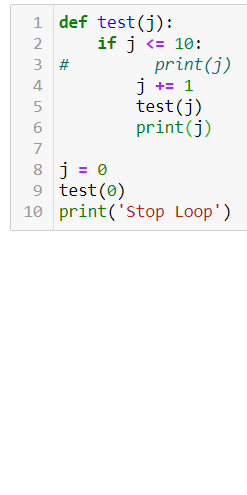 1 def test(j):
2     if j <= 10:
3 #         print(j)
4         j += 1
5         test(j)
6         print(j)
7
8 j = 0
9 test(0)
10 print('Stop Loop')